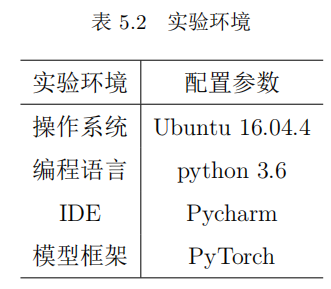 表 5.2 实验环境
实验环境 配置参数
操作系统 Ubuntu 16.04.4
编程语言 python 3.6
IDE Pycharm
模型框架 PyTorch